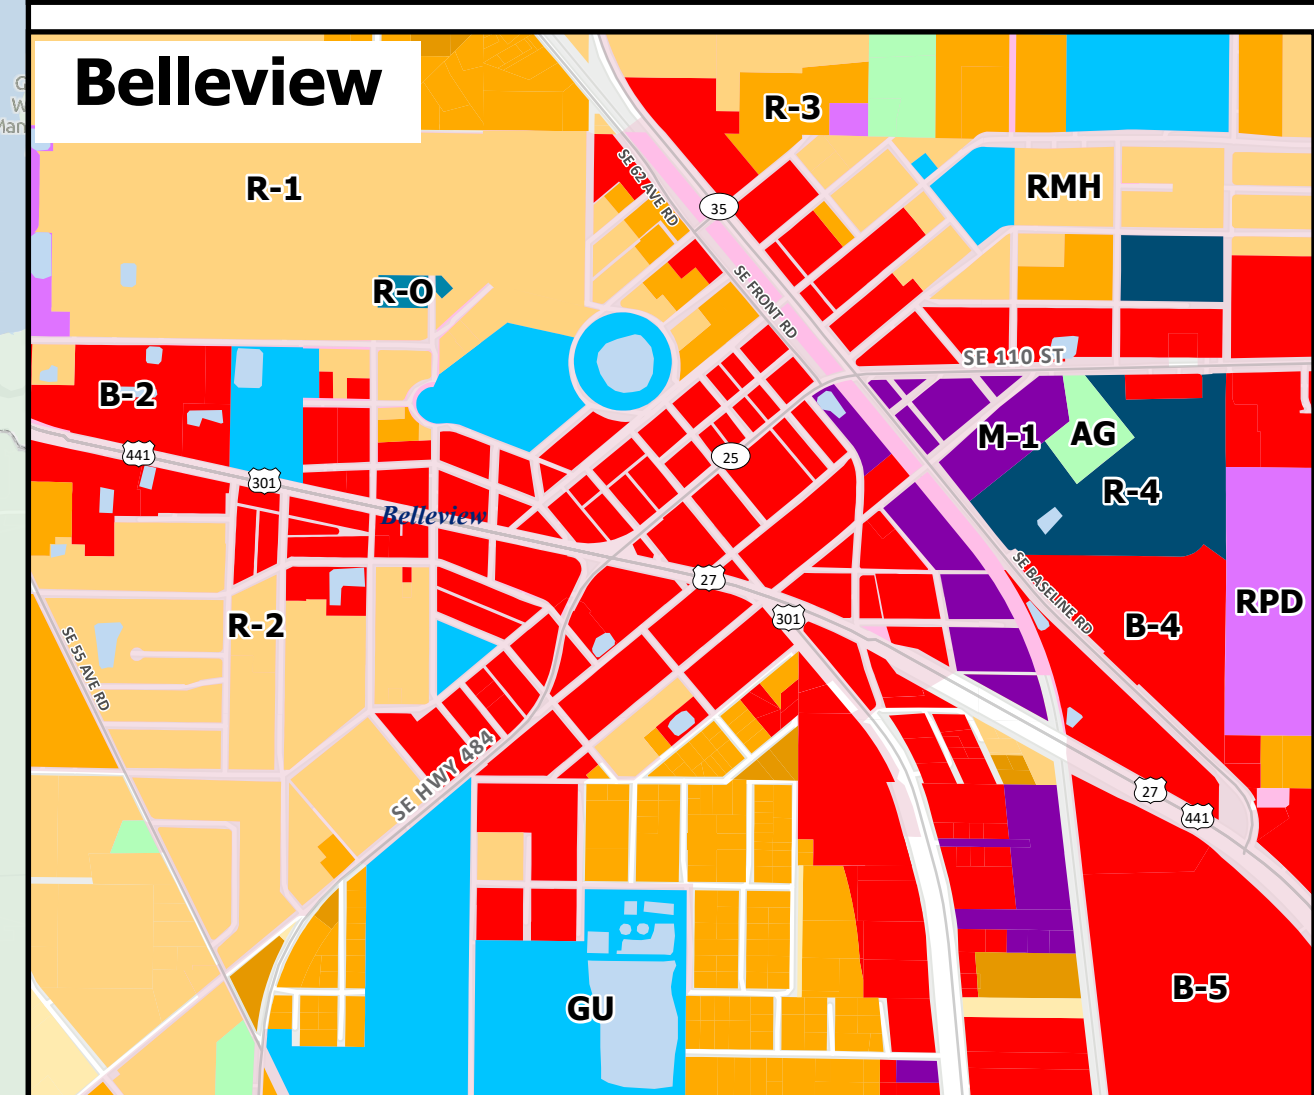 Belleview
G
W
Man
R-3
R-1
RMH
SE 62 AVE RD
35
R-O
SE FRONT RD
SE 110 ST
B-2
441
301
25
M-1
AG
R-4
Belleview
27
301
SE BASELINE RD
R-2
B-4
RPD
SE 55 AVE RD
SE HWY 484
27
441
GU
B-5